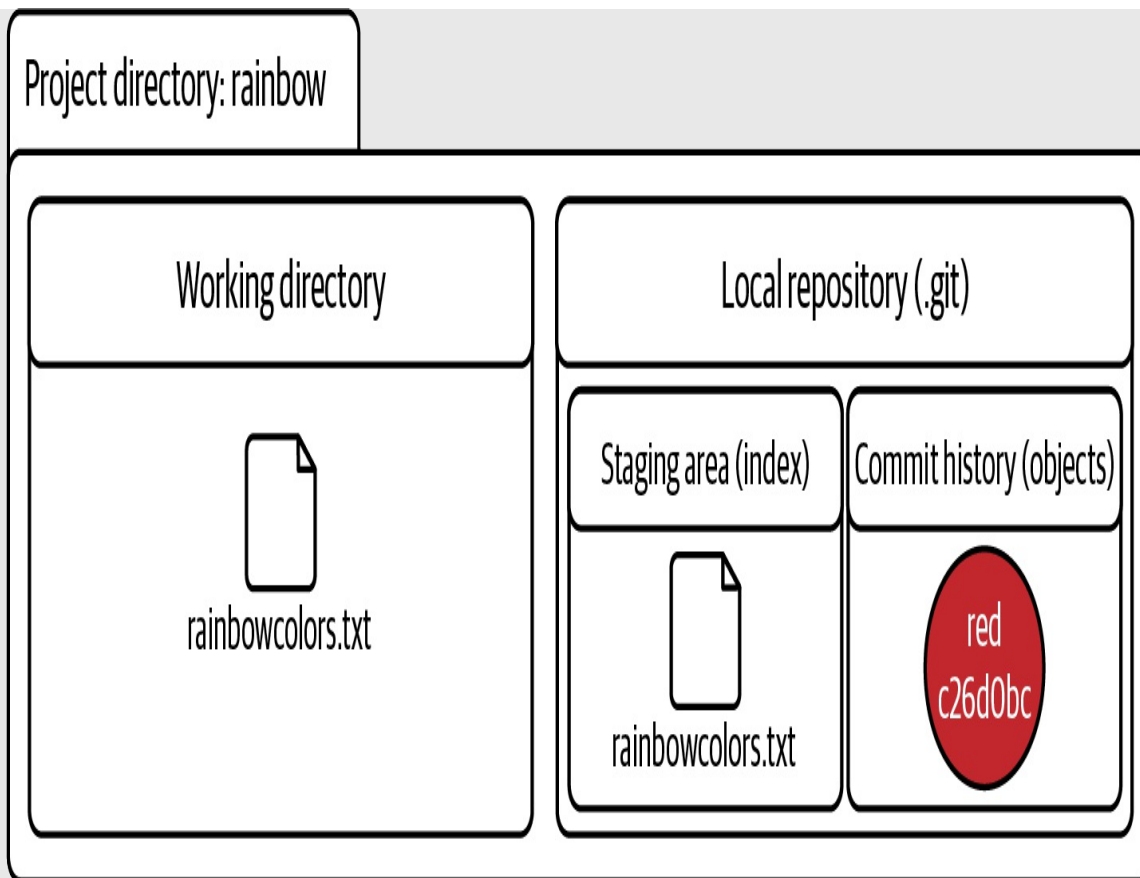 Project directory: rainbow
Working directory
rainbowcolors.txt
Local repository (.git)
Staging area (index)
rainbowcolors.txt
Commit history (objects)
red
c26d0bc